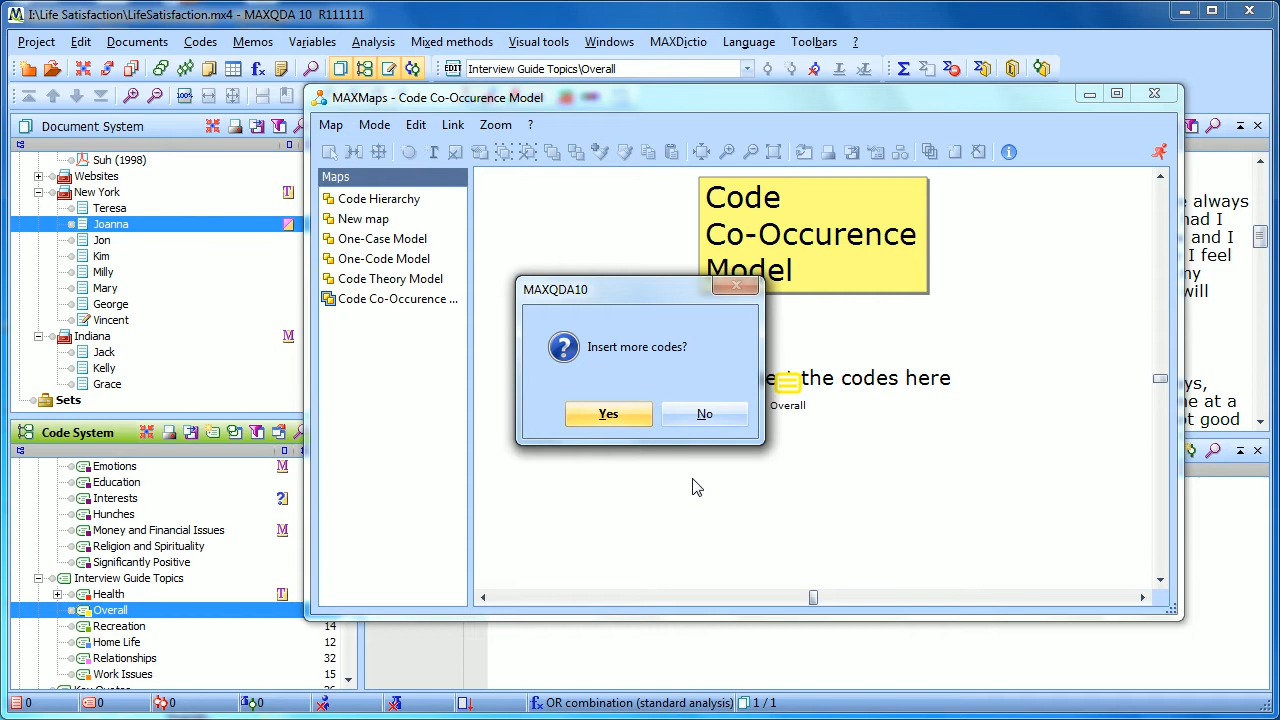 I:\Life Satisfaction\LifeSatisfaction.mx4 - MAXQDA 10 R111111
Project Edit Documents Codes Memos Variables Analysis Mixed methods Visual tools Windows MAXDictio Language Toolbars ?
EDIT Interview Guide Topics\Overall
100%
MAXMaps - Code Co-Occurence Model
Map Mode Edit Link Zoom ?
Document System
Suh (1998)
Websites
New York
Teresa
Joanna
Jon
Kim
Milly
Mary
George
Vincent
Indiana
Jack
Kelly
Grace
Sets
Code System
Emotions
Education
Interests
Hunches
Money and Financial Issues
Religion and Spirituality
Significantly Positive
Interview Guide Topics
Health
Overall
Recreation 14
Home Life 12
Relationships 32
Work Issues 15
Maps
Code Hierarchy
New map
One-Case Model
One-Code Model
Code Theory Model
Code Co-Occurence ...
Code
Co-Occurence
Model
MAXQDA10
Insert more codes?
Yes No
the codes here
Overall
always
had I
and I
I feel
my
will
at a
good
0 0 0 0 OR combination (standard analysis) 1 / 1